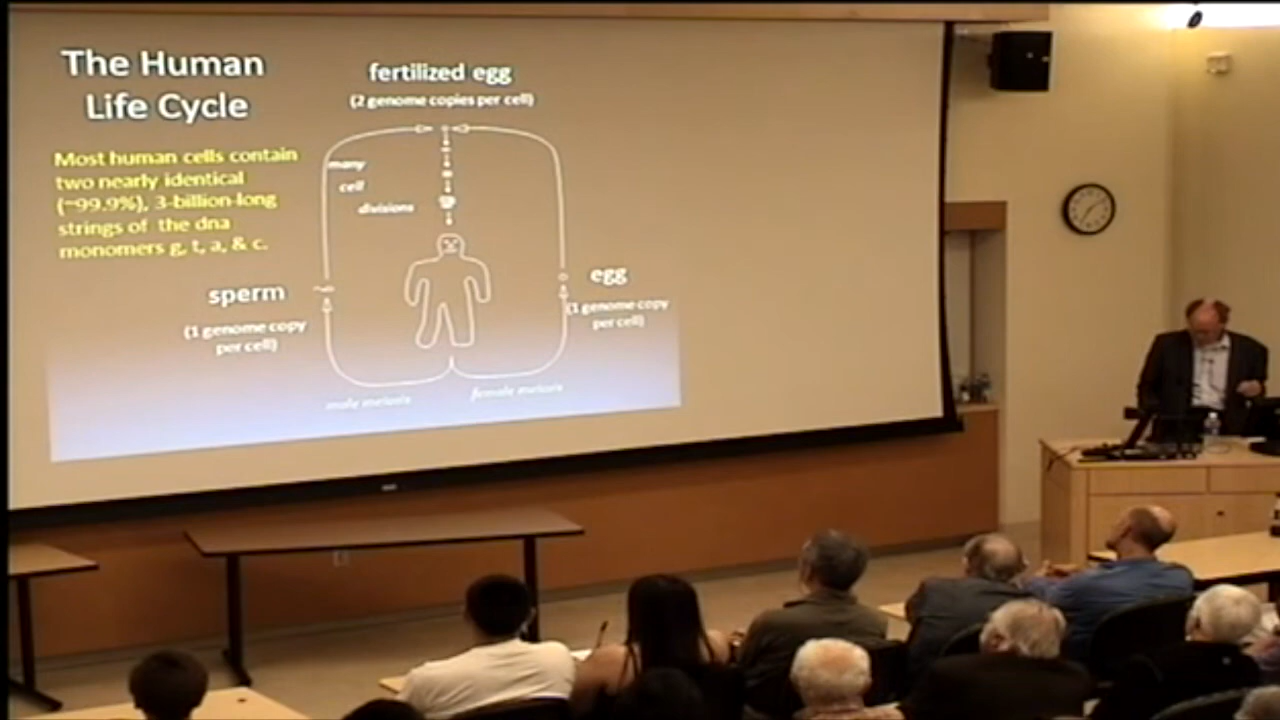 The Human
Life Cycle
Most human cells contain
two nearly identical
(~99.9%), 3-billion-long
strings of the dna
monomers g, t, a, & c.
fertilized egg
(2 genome copies per cell)
many
cell
divisions
sperm
(1 genome copy
per cell)
egg
(1 genome copy
per cell)
male meiosis
female meiosis